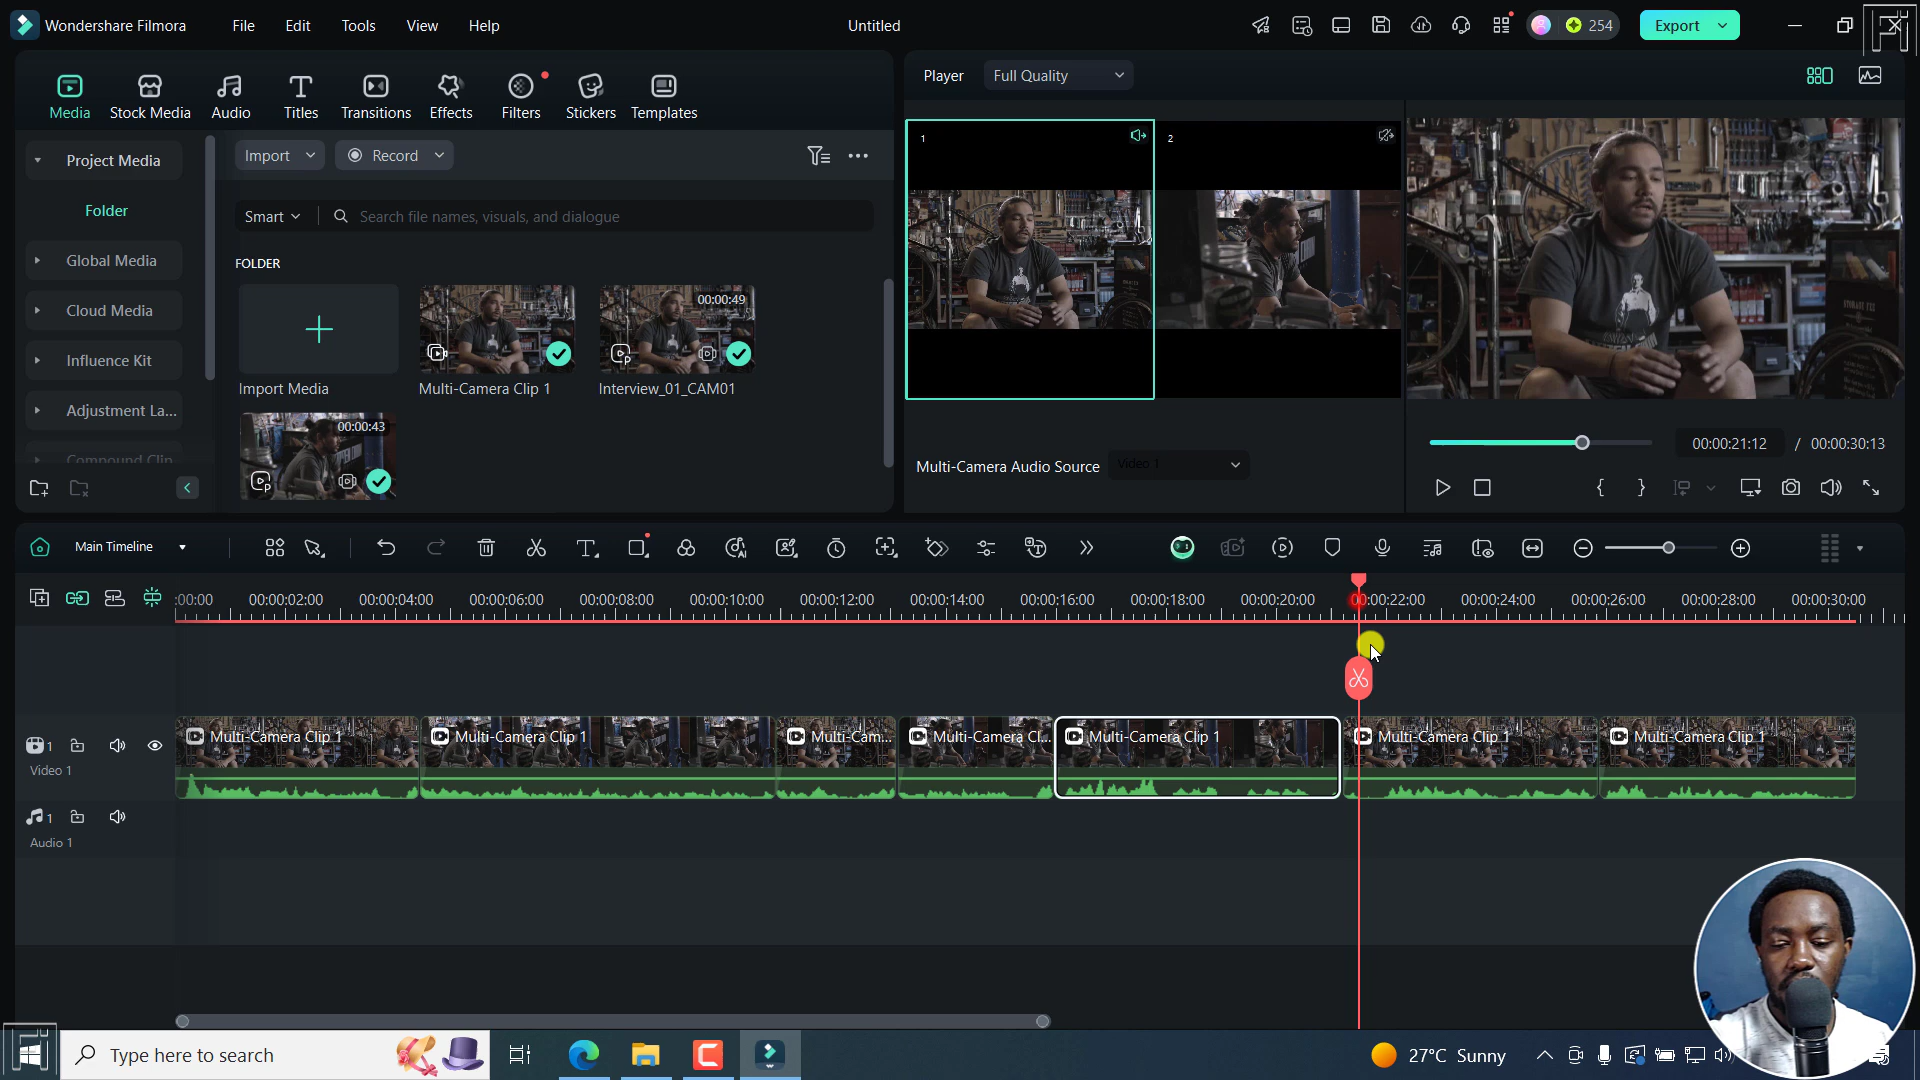 Wondershare Filmora
File
Edit
Tools
View
Help
Untitled
254
Export
Media
Stock Media
Audio
Titles
Transitions
Effects
Filters
Stickers
Templates
Player
Full Quality
Project Media
Folder
Global Media
Cloud Media
Influence Kit
Adjustment La...
Compound Clip
Import
Record
Smart
Search file names, visuals, and dialogue
FOLDER
Import Media
Multi-Camera Clip 1
00:00:49
Interview_01_CAM01
00:00:43
1
2
Multi-Camera Audio Source
Video 1
00:00:21:12 / 00:00:30:13
Main Timeline
:00:00
00:00:02:00
00:00:04:00
00:00:06:00
00:00:08:00
00:00:10:00
00:00:12:00
00:00:14:00
00:00:16:00
00:00:18:00
00:00:20:00
00:00:22:00
00:00:24:00
00:00:26:00
00:00:28:00
00:00:30:00
1
Video 1
Multi-Camera Clip 1
Multi-Camera Clip 1
Multi-Cam...
Multi-Camera Cl...
Multi-Camera Clip 1
Multi-Camera Clip 1
Multi-Camera Clip 1
1
Audio 1
Type here to search
27°C Sunny